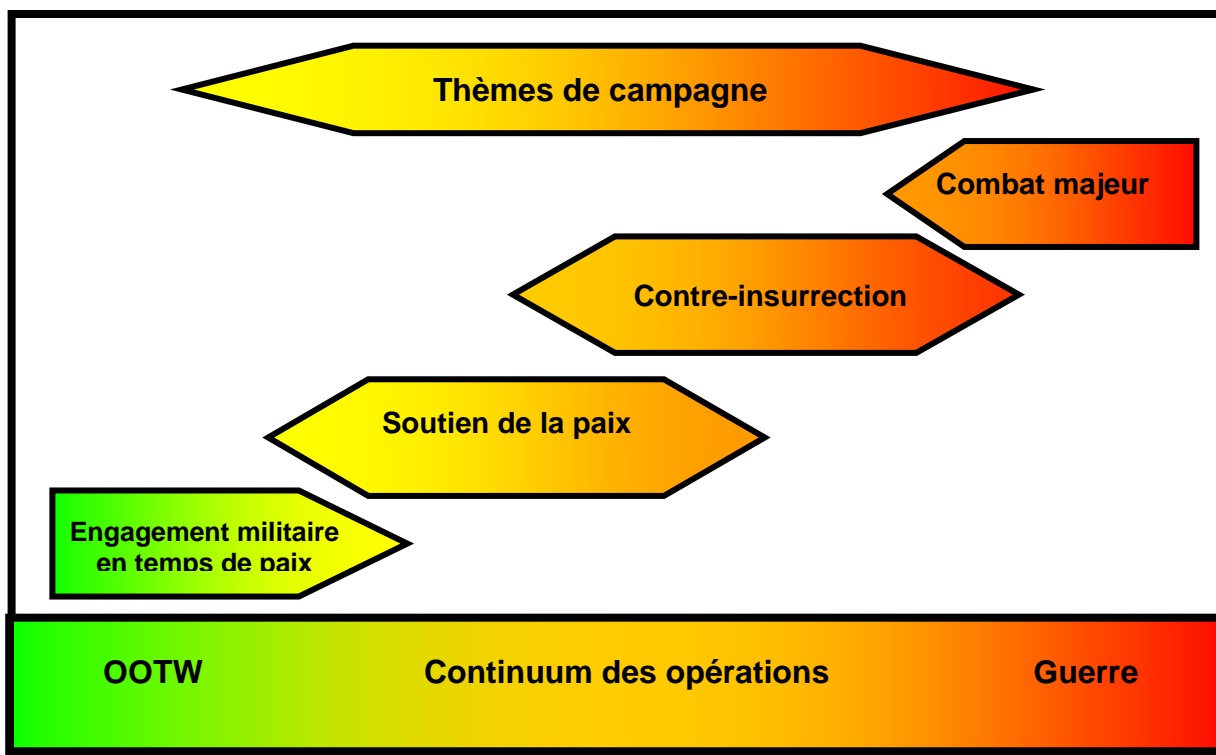 Thèmes de campagne
Combat majeur
Contre-insurrection
Soutien de la paix
Engagement militaire
en temps de paix
OOTW
Continuum des opérations
Guerre